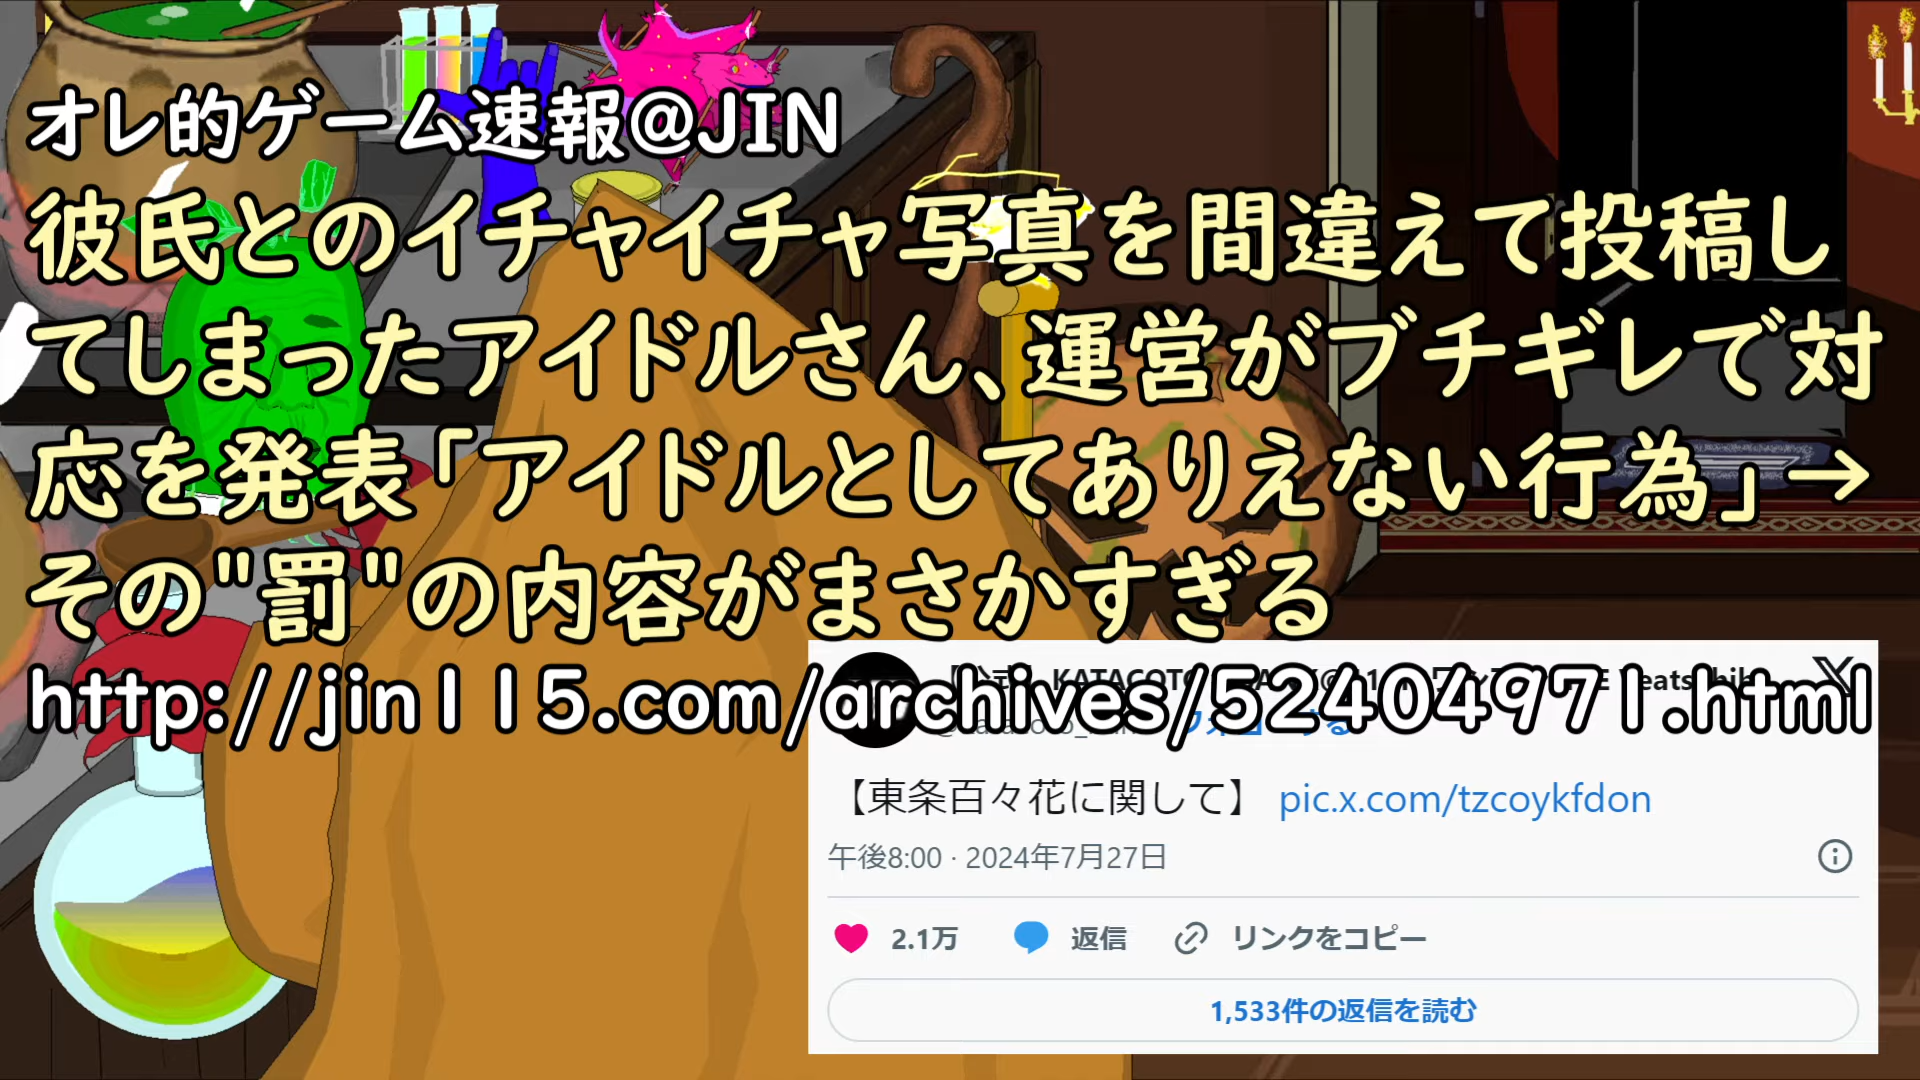 オレ的ゲーム速報@JIN
彼氏とのイチャイチャ写真を間違えて投稿し
てしまったアイドルさん、運営がブチギレで対
応を発表「アイドルとしてありえない行為」→
その"罰"の内容がまさかすぎる
http://jin115.com/archives/52404971.html
【東条百々花に関して】 pic.x.com/tzcoykfdon
午後8:00 · 2024年7月27日
2.1万 返信 リンクをコピー
1,533件の返信を読む